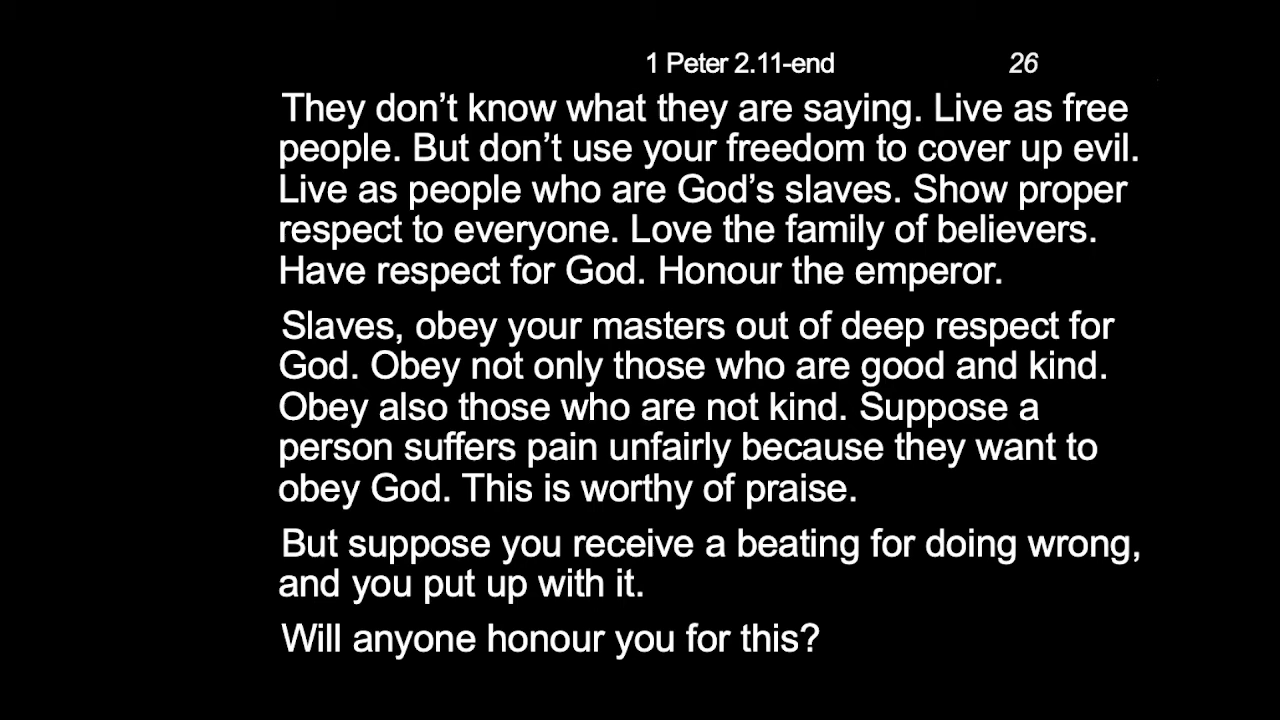 1 Peter 2.11-end 26
They don’t know what they are saying. Live as free
people. But don’t use your freedom to cover up evil.
Live as people who are God’s slaves. Show proper
respect to everyone. Love the family of believers.
Have respect for God. Honour the emperor.
Slaves, obey your masters out of deep respect for
God. Obey not only those who are good and kind.
Obey also those who are not kind. Suppose a
person suffers pain unfairly because they want to
obey God. This is worthy of praise.
But suppose you receive a beating for doing wrong,
and you put up with it.
Will anyone honour you for this?